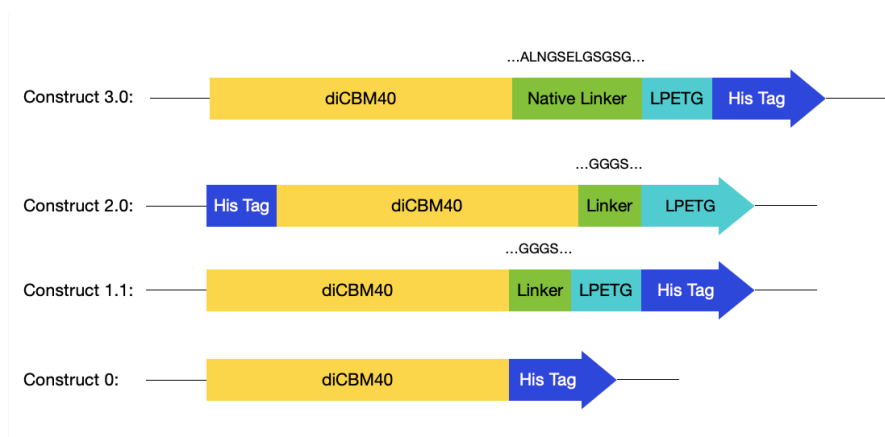 ...ALNGSELGSGSG...
Construct 3.0: diCBM40 Native Linker LPETG His Tag
...GGGS...
Construct 2.0: His Tag diCBM40 Linker LPETG
...GGGS...
Construct 1.1: diCBM40 Linker LPETG His Tag
Construct 0: diCBM40 His Tag